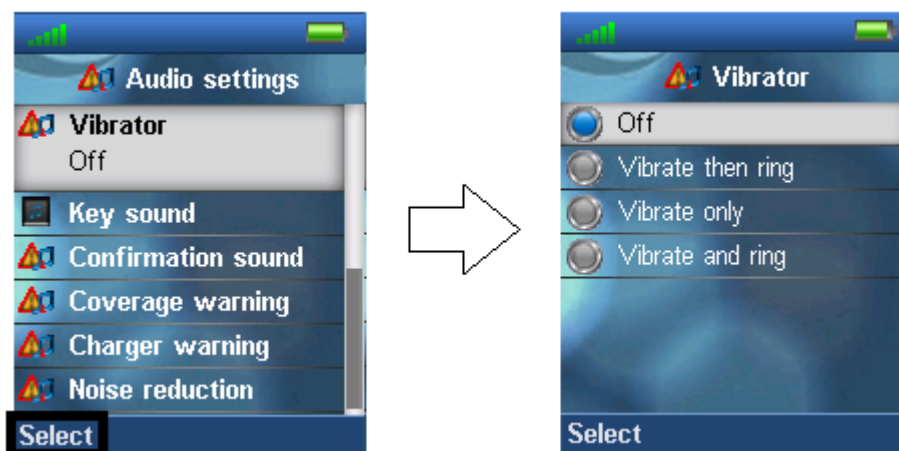 Audio settings
Vibrator
Off
Key sound
Confirmation sound
Coverage warning
Charger warning
Noise reduction
Select
Vibrator
Off
Vibrate then ring
Vibrate only
Vibrate and ring
Select